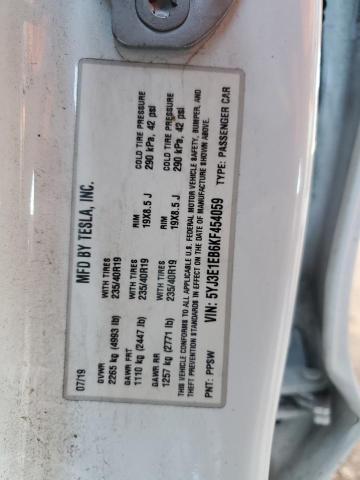 MFD BY TESLA, INC.
07/19
GVWR WITH TIRES RIM COLD TIRE PRESSURE
2265 kg (4993 lb) 235/40R19 19X8.5 J 290 kPa, 42 psi
GAWR FRT WITH TIRES RIM COLD TIRE PRESSURE
1110 kg (2447 lb) 235/40R19 19X8.5 J 290 kPa, 42 psi
GAWR RR WITH TIRES
1257 kg (2771 lb) 235/40R19
THIS VEHICLE CONFORMS TO ALL APPLICABLE U.S. FEDERAL MOTOR VEHICLE SAFETY, BUMPER, AND
THEFT PREVENTION STANDARDS IN EFFECT ON THE DATE OF MANUFACTURE SHOWN ABOVE.
VIN: 5YJ3E1EB6KF454059
PNT: PPSW TYPE: PASSENGER CAR